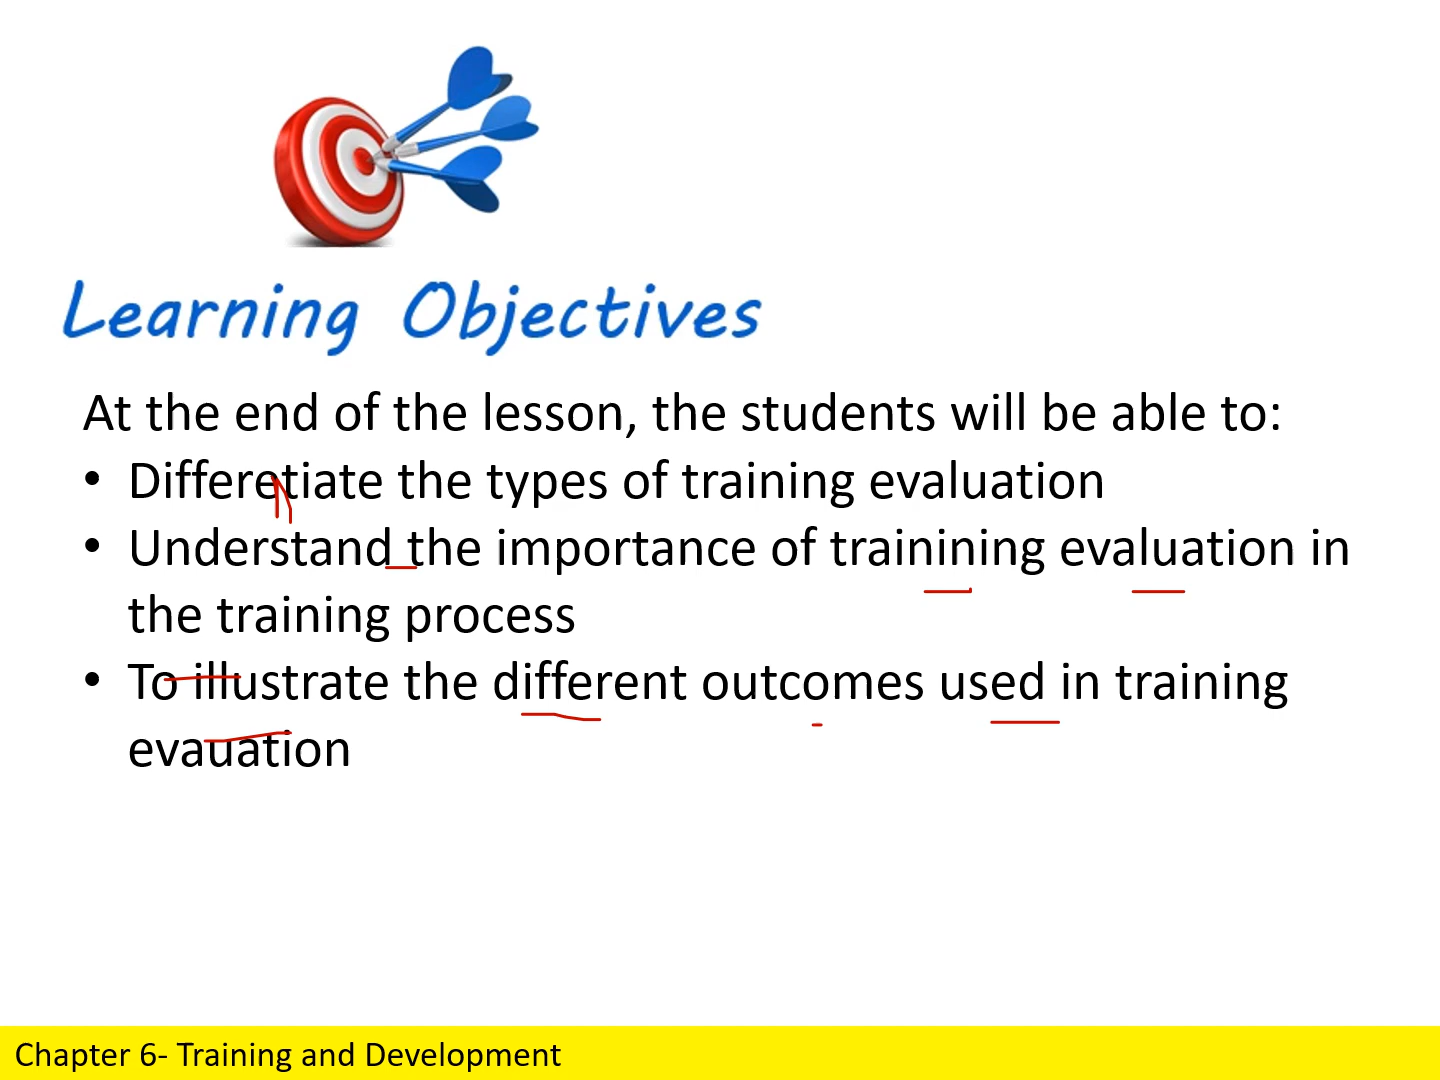 Learning Objectives
At the end of the lesson, the students will be able to:
• Differetiate the types of training evaluation
• Understand the importance of trainining evaluation in
the training process
• To illustrate the different outcomes used in training
evauation
Chapter 6- Training and Development